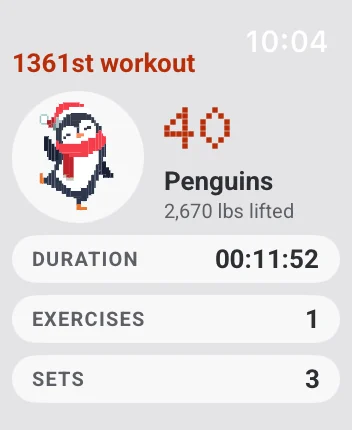 10:04
1361st workout
40
Penguins
2,670 lbs lifted
DURATION 00:11:52
EXERCISES 1
SETS 3